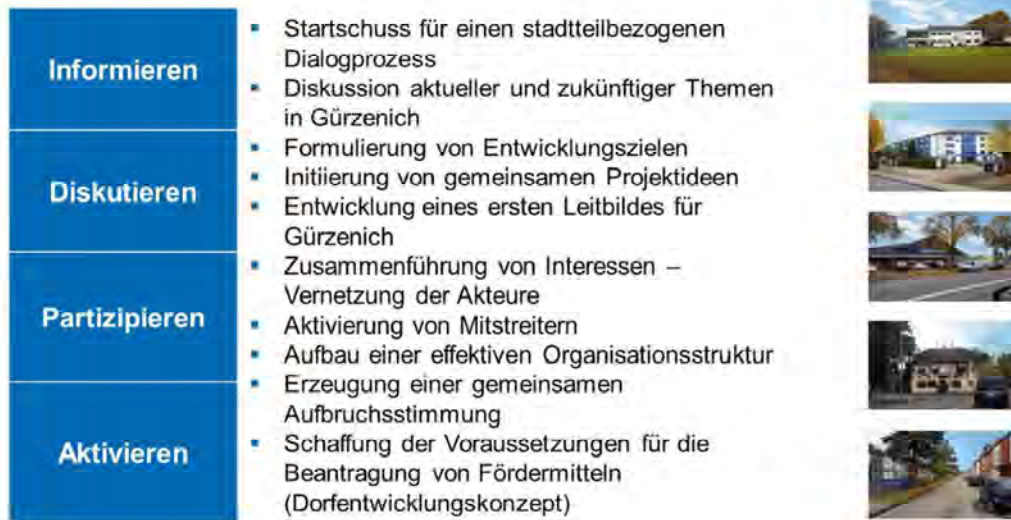 Informieren
Diskutieren
Partizipieren
Aktivieren
▪ Startschuss für einen stadtteilbezogenen
Dialogprozess
▪ Diskussion aktueller und zukünftiger Themen
in Gürzenich
▪ Formulierung von Entwicklungszielen
▪ Initiierung von gemeinsamen Projektideen
▪ Entwicklung eines ersten Leitbildes für
Gürzenich
▪ Zusammenführung von Interessen –
Vernetzung der Akteure
▪ Aktivierung von Mitstreitern
▪ Aufbau einer effektiven Organisationsstruktur
▪ Erzeugung einer gemeinsamen
Aufbruchsstimmung
▪ Schaffung der Voraussetzungen für die
Beantragung von Fördermitteln
(Dorfentwicklungskonzept)